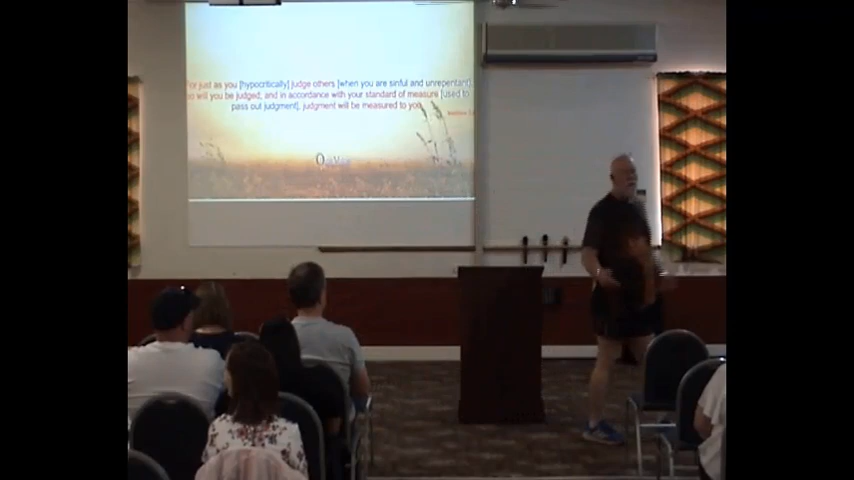 For just as you [hypocritically] judge others [when you are sinful and unrepentant],
so will you be judged, and in accordance with your standard of measure [used to
pass out judgment], judgment will be measured to you.